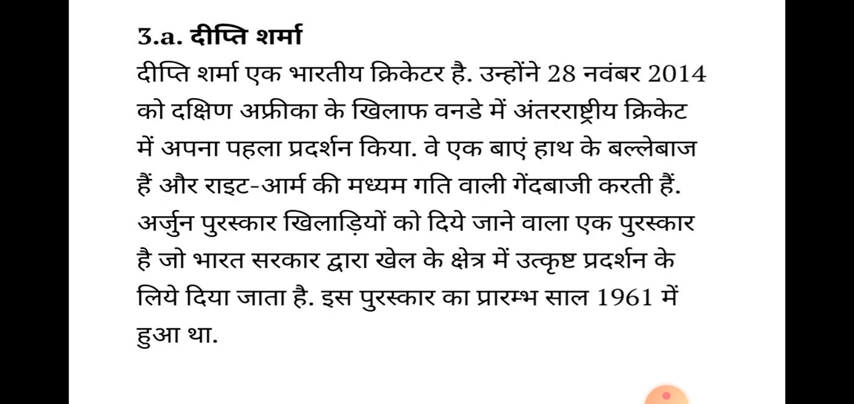 3.a. दीप्ति शर्मा
दीप्ति शर्मा एक भारतीय क्रिकेटर है. उन्होंने 28 नवंबर 2014
को दक्षिण अफ्रीका के खिलाफ वनडे में अंतरराष्ट्रीय क्रिकेट
में अपना पहला प्रदर्शन किया. वे एक बाएं हाथ के बल्लेबाज
हैं और राइट-आर्म की मध्यम गति वाली गेंदबाजी करती हैं.
अर्जुन पुरस्कार खिलाड़ियों को दिये जाने वाला एक पुरस्कार
है जो भारत सरकार द्वारा खेल के क्षेत्र में उत्कृष्ट प्रदर्शन के
लिये दिया जाता है. इस पुरस्कार का प्रारम्भ साल 1961 में
हुआ था.